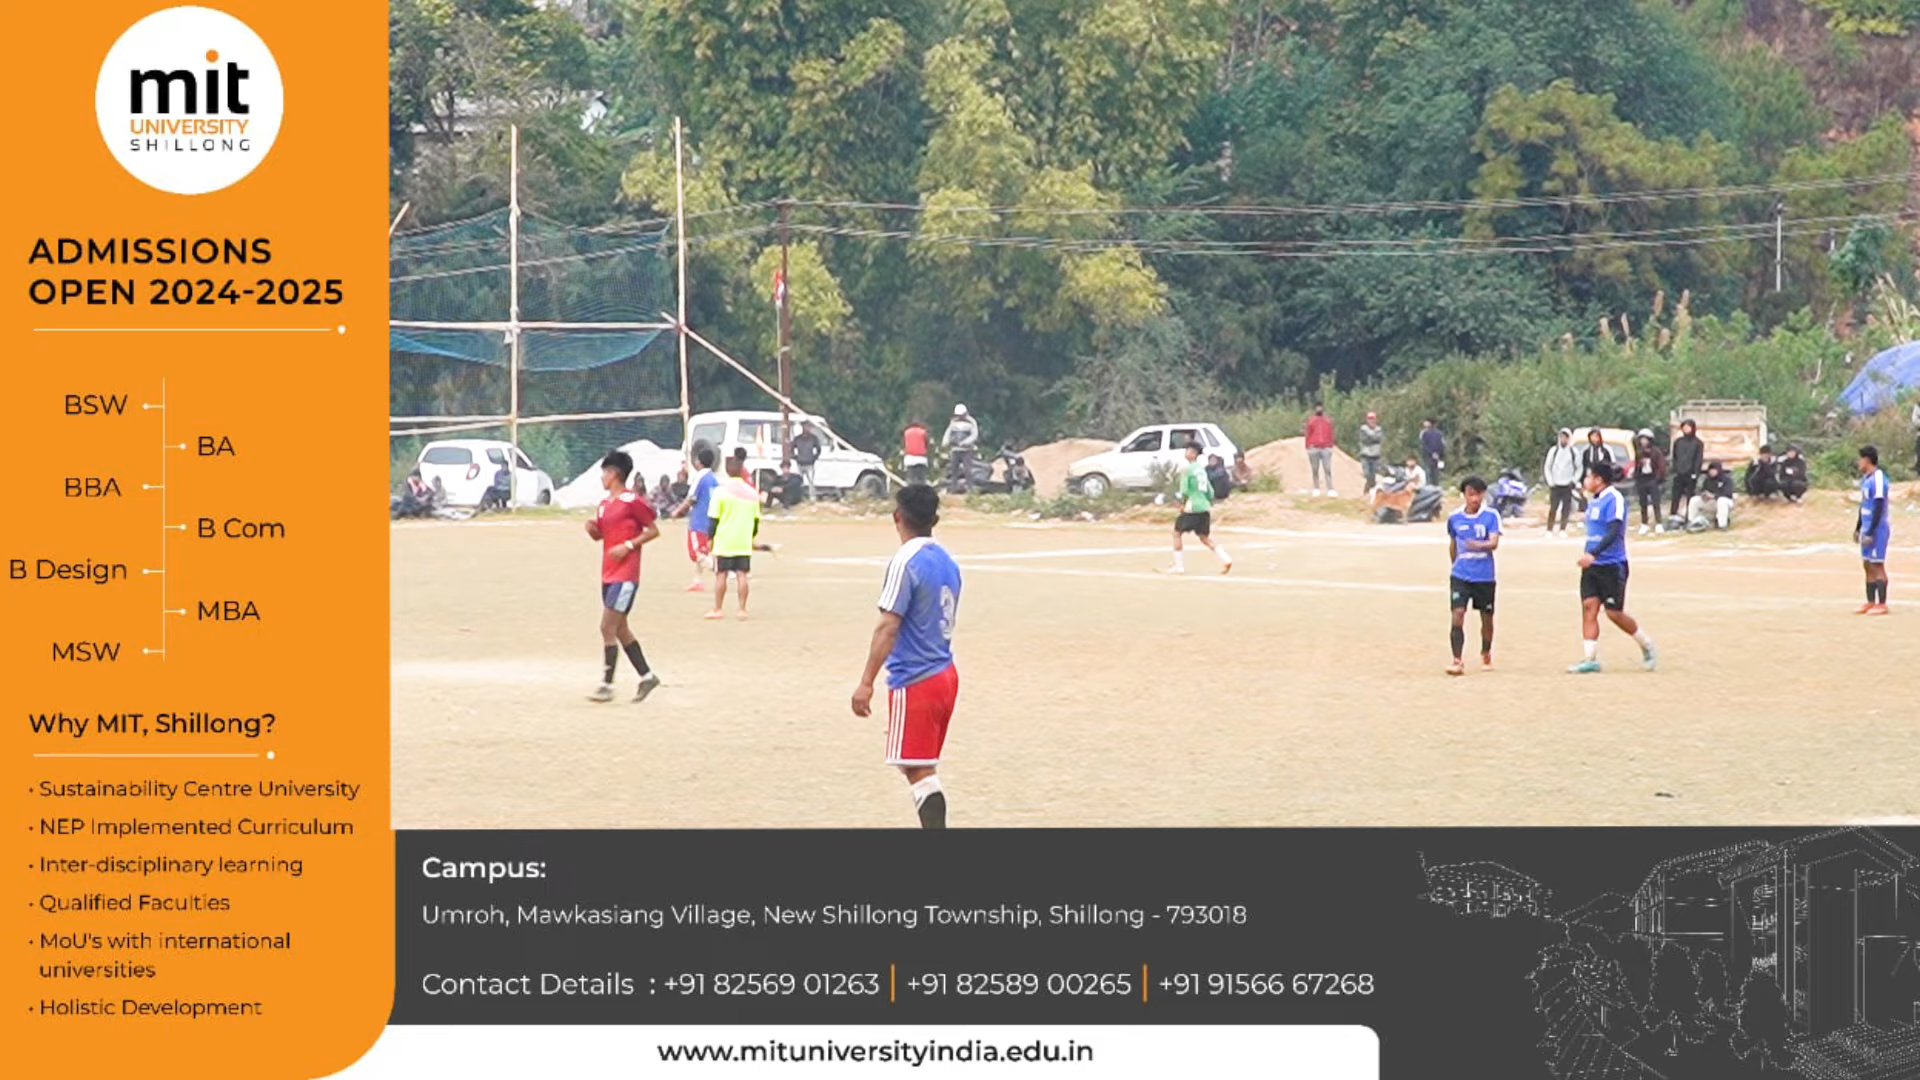 mit
UNIVERSITY
SHILLONG
ADMISSIONS
OPEN 2024-2025
BSW
BA
BBA
B Com
B Design
MBA
MSW
Why MIT, Shillong?
• Sustainability Centre University
• NEP Implemented Curriculum
• Inter-disciplinary learning
• Qualified Faculties
• MoU's with international
universities
• Holistic Development
3
Campus:
Umroh, Mawkasiang Village, New Shillong Township, Shillong - 793018
Contact Details : +91 82569 01263 | +91 82589 00265 | +91 91566 67268
www.mituniversityindia.edu.in